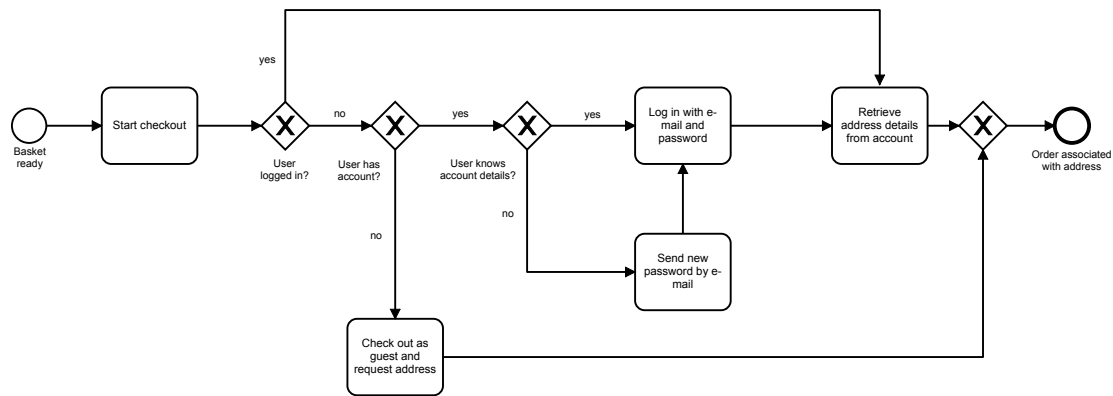 yes
Start checkout
Basket
ready
User
logged in?
no
User has
account?
yes
User knows
account details?
yes
Log in with e-
mail and
password
Retrieve
address details
from account
Order associated
with address
no
no
Send new
password by e-
mail
Check out as
guest and
request address